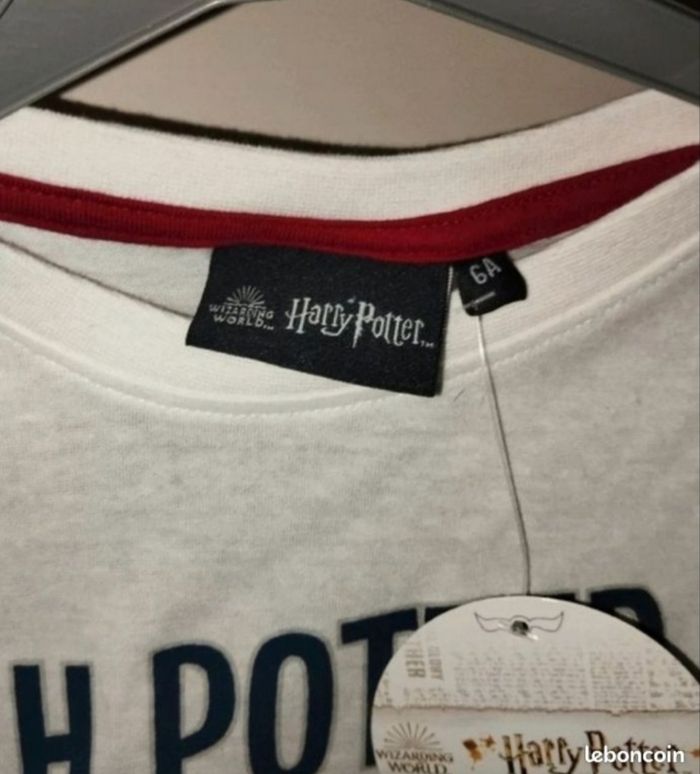 WIZARDING
WORLD
Harry Potter
6A
H POTTER
WIZARDING
WORLD
Harry Potter
leboncoin